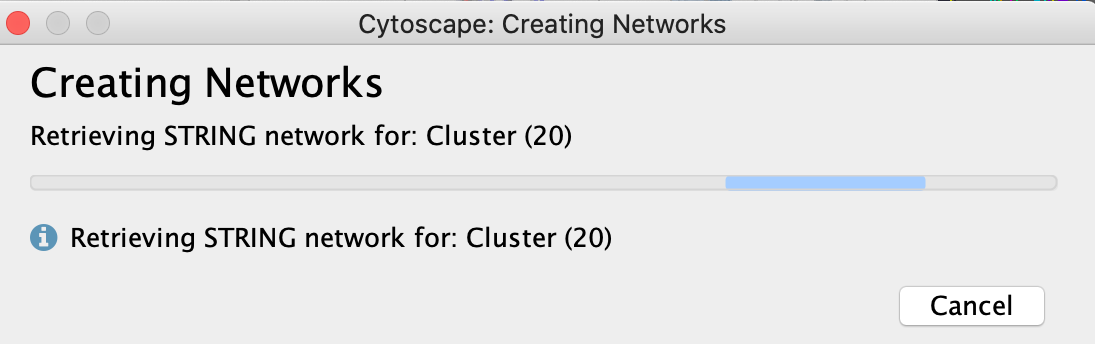 Cytoscape: Creating Networks
Creating Networks
Retrieving STRING network for: Cluster (20)
Retrieving STRING network for: Cluster (20)
Cancel